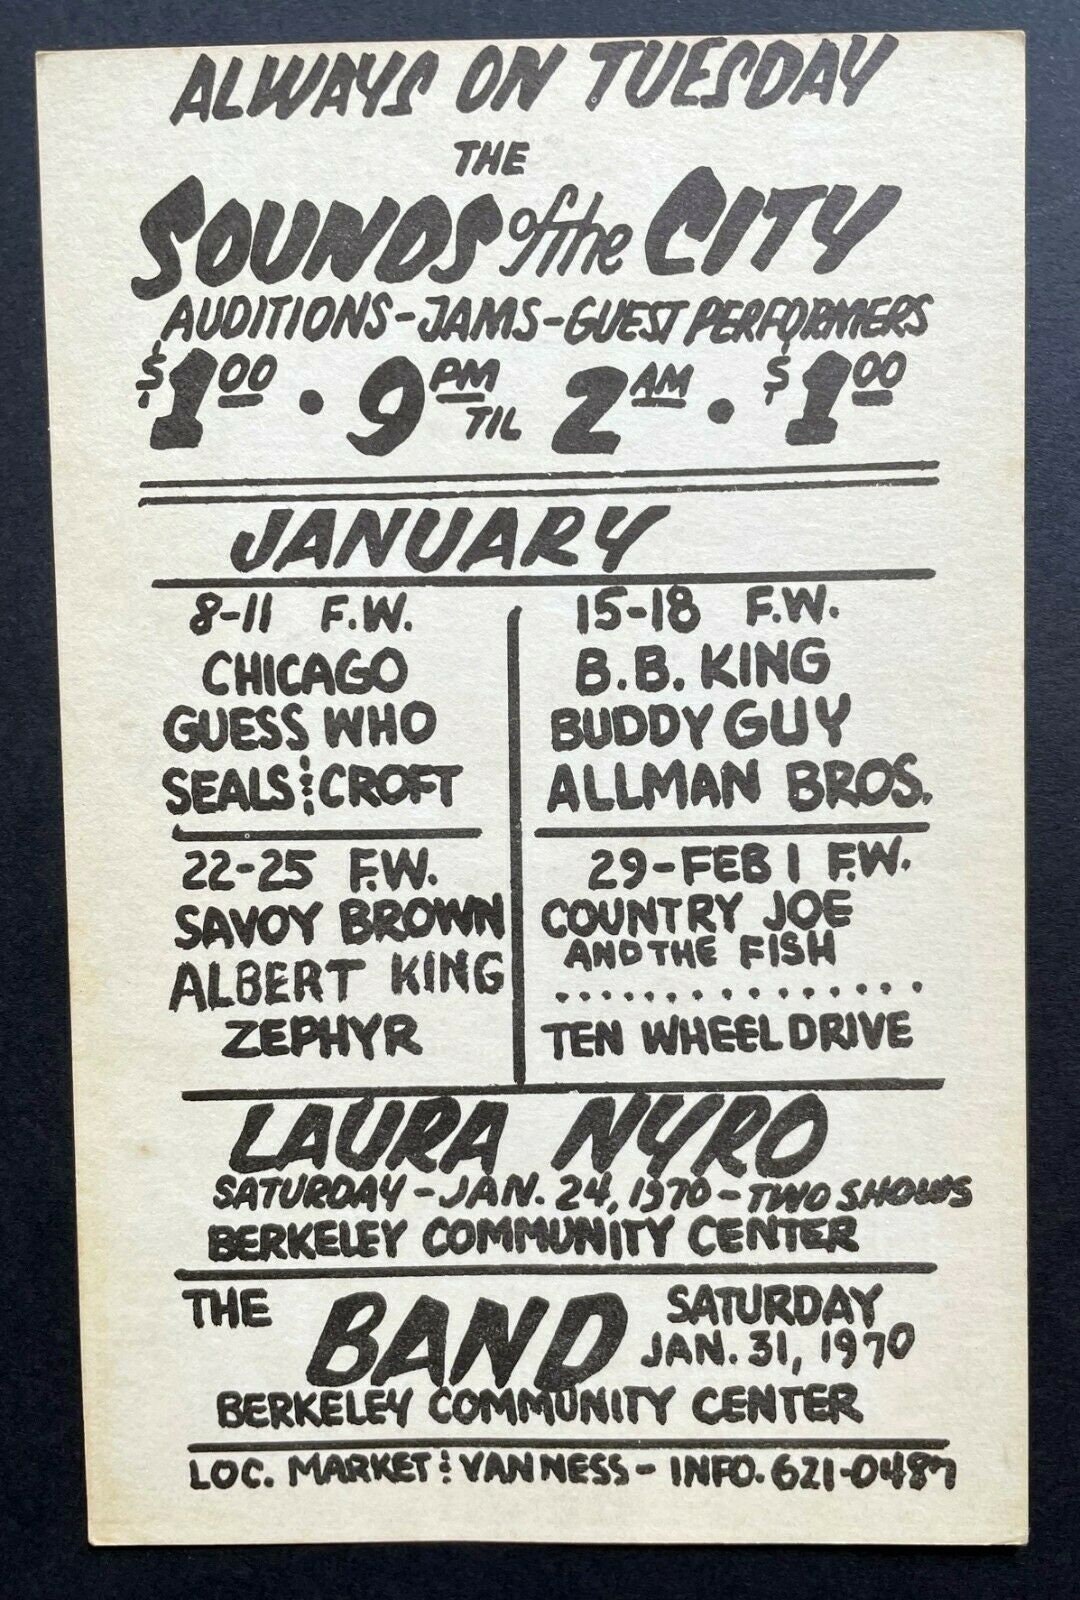 ALWAYS ON TUESDAY
THE
SOUNDS of the CITY
AUDITIONS-JAMS-GUEST PERFORMERS
$1.00 • 9 PM TIL 2 AM • $1.00
JANUARY
8-11 F.W.
CHICAGO
GUESS WHO
SEALS & CROFT
15-18 F.W.
B.B. KING
BUDDY GUY
ALLMAN BROS.
22-25 F.W.
SAVOY BROWN
ALBERT KING
ZEPHYR
29-FEB 1 F.W.
COUNTRY JOE
AND THE FISH
................
TEN WHEEL DRIVE
LAURA NYRO
SATURDAY-JAN. 24, 1970-TWO SHOWS
BERKELEY COMMUNITY CENTER
THE BAND SATURDAY
JAN. 31, 1970
BERKELEY COMMUNITY CENTER
LOC. MARKET & VAN NESS - INFO. 621-0487